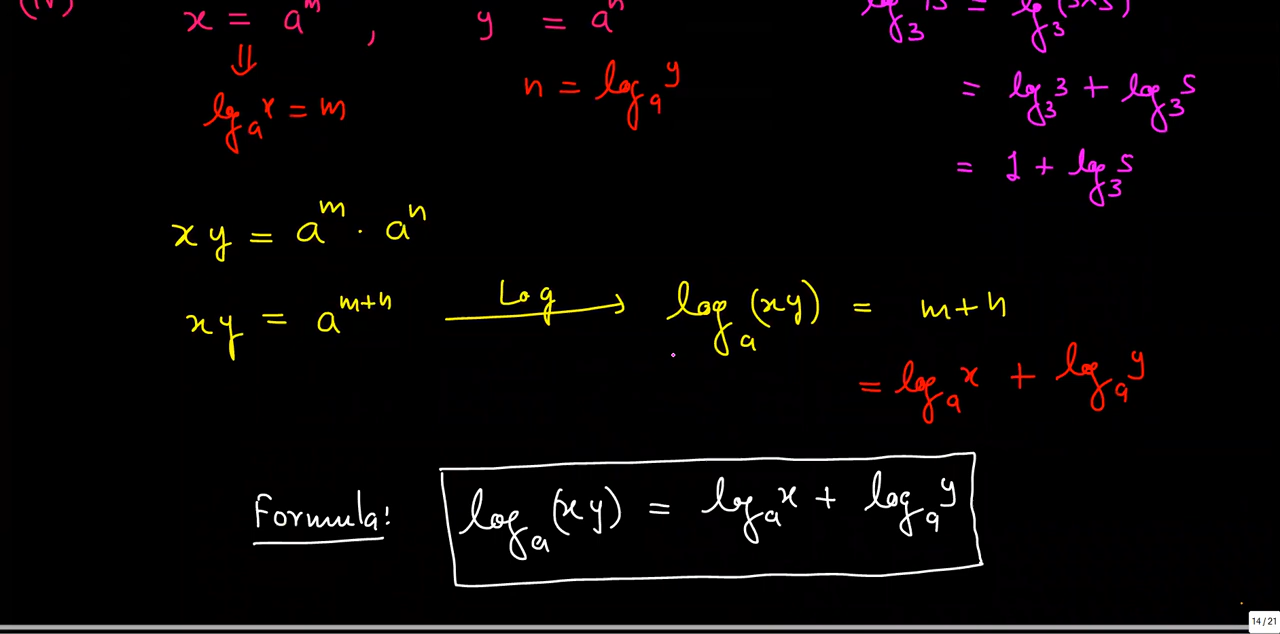 (iv) x = a^m , y = a^n
⇓
log_a x = m
n = log_a y
log_3 15 = log_3 (3×5)
= log_3 3 + log_3 5
= 1 + log_3 5
xy = a^m · a^n
xy = a^{m+n} Log → log_a (xy) = m+n
= log_a x + log_a y
Formula: log_a (xy) = log_a x + log_a y
14 / 21